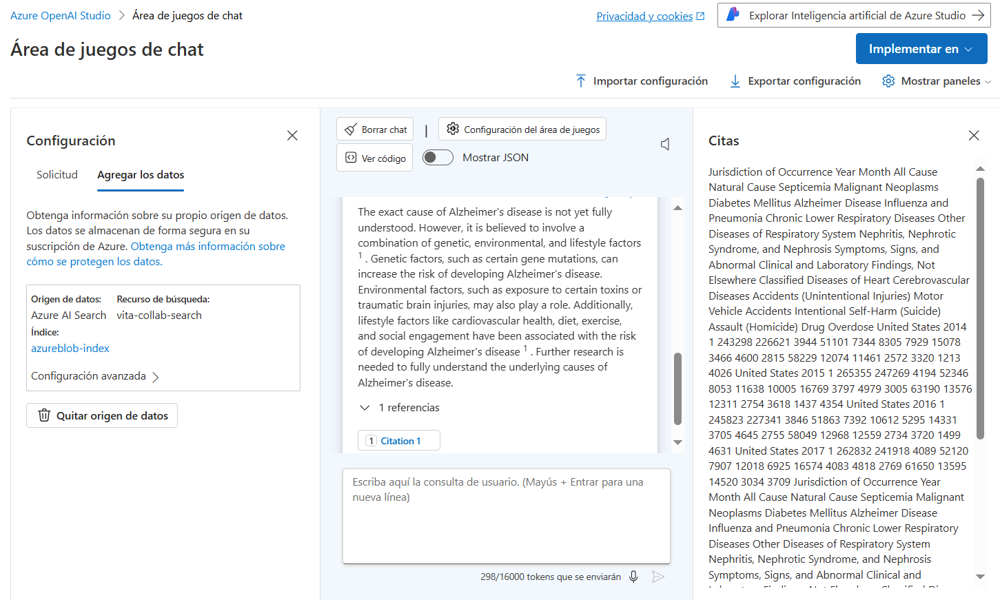 Azure OpenAI Studio > Área de juegos de chat
Privacidad y cookies
Explorar Inteligencia artificial de Azure Studio
Área de juegos de chat
Implementar en
Importar configuración
Exportar configuración
Mostrar paneles
Configuración
Solicitud
Agregar los datos
Obtenga información sobre su propio origen de datos.
Los datos se almacenan de forma segura en su
suscripción de Azure. Obtenga más información sobre
cómo se protegen los datos.
Origen de datos: Recurso de búsqueda:
Azure AI Search vita-collab-search
Índice:
azureblob-index
Configuración avanzada
Quitar origen de datos
Borrar chat
Configuración del área de juegos
Ver código
Mostrar JSON
The exact cause of Alzheimer's disease is not yet fully
understood. However, it is believed to involve a
combination of genetic, environmental, and lifestyle factors
1 . Genetic factors, such as certain gene mutations, can
increase the risk of developing Alzheimer's disease.
Environmental factors, such as exposure to certain toxins or
traumatic brain injuries, may also play a role. Additionally,
lifestyle factors like cardiovascular health, diet, exercise,
and social engagement have been associated with the risk
of developing Alzheimer's disease 1 . Further research is
needed to fully understand the underlying causes of
Alzheimer's disease.
1 referencias
1 Citation 1
Escriba aquí la consulta de usuario. (Mayús + Entrar para una
nueva línea)
298/16000 tokens que se enviarán
Citas
Jurisdiction of Occurrence Year Month All Cause
Natural Cause Septicemia Malignant Neoplasms
Diabetes Mellitus Alzheimer Disease Influenza and
Pneumonia Chronic Lower Respiratory Diseases Other
Diseases of Respiratory System Nephritis, Nephrotic
Syndrome, and Nephrosis Symptoms, Signs, and
Abnormal Clinical and Laboratory Findings, Not
Elsewhere Classified Diseases of Heart Cerebrovascular
Diseases Accidents (Unintentional Injuries) Motor
Vehicle Accidents Intentional Self-Harm (Suicide)
Assault (Homicide) Drug Overdose United States 2014
1 243298 226621 3944 51101 7344 8305 7929 15078
3466 4600 2815 58229 12074 11461 2572 3320 1213
4026 United States 2015 1 265355 247269 4194 52346
8053 11638 10005 16769 3797 4979 3005 63190 13576
12311 2754 3618 1437 4354 United States 2016 1
245823 227341 3846 51863 7392 10612 5295 14331
3705 4645 2755 58049 12968 12559 2734 3720 1499
4631 United States 2017 1 262832 241918 4089 52120
7907 12018 6925 16574 4083 4818 2769 61650 13595
14520 3034 3709 Jurisdiction of Occurrence Year
Month All Cause Natural Cause Septicemia Malignant
Neoplasms Diabetes Mellitus Alzheimer Disease
Influenza and Pneumonia Chronic Lower Respiratory
Diseases Other Diseases of Respiratory System
Nephritis, Nephrotic Syndrome, and Nephrosis
Symptoms, Signs, and Abnormal Clinical and